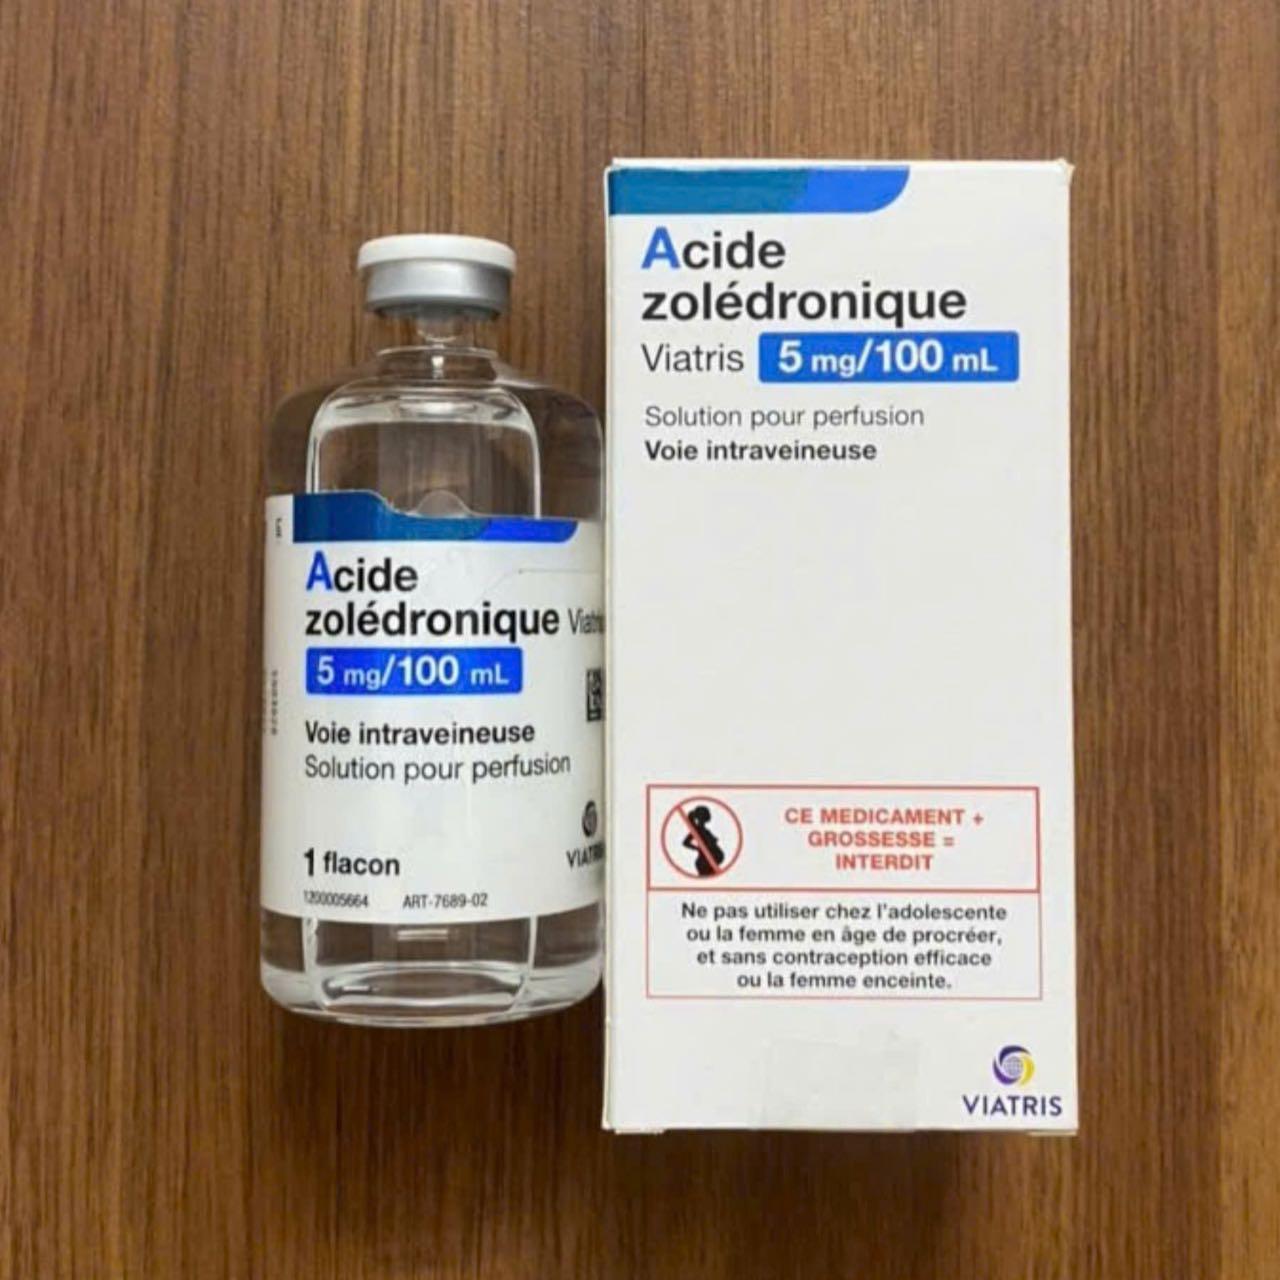 Acide
zolédronique
Viatris 5 mg/100 mL
Solution pour perfusion
Voie intraveineuse
CE MEDICAMENT +
GROSSESSE =
INTERDIT
Ne pas utiliser chez l'adolescente
ou la femme en âge de procréer,
et sans contraception efficace
ou la femme enceinte.
VIATRIS
Acide
zolédronique
5 mg/100 mL
Voie intraveineuse
Solution pour perfusion
1 flacon
1200005664 ART-7689-02